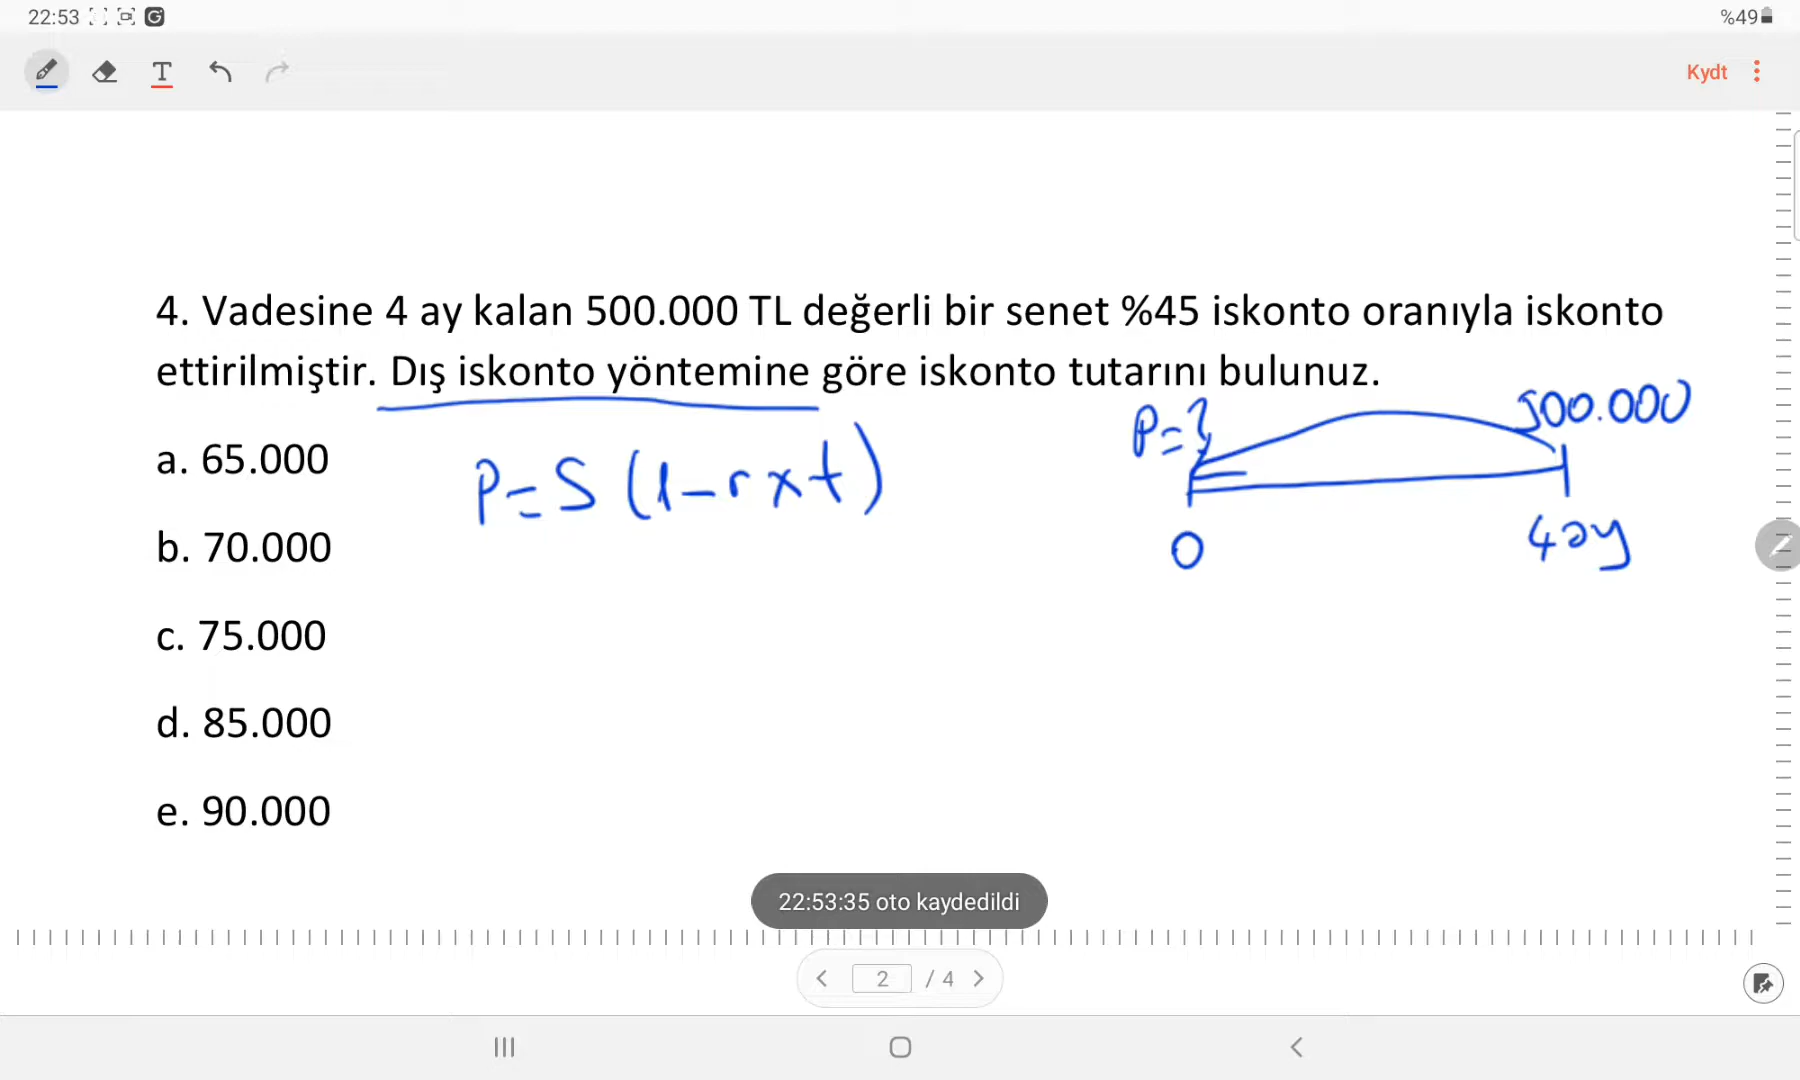 22:53
%49
T
Kydt
4. Vadesine 4 ay kalan 500.000 TL değerli bir senet %45 iskonto oranıyla iskonto
ettirilmiştir. Dış iskonto yöntemine göre iskonto tutarını bulunuz.
P=? 500.000
a. 65.000
P=S(1-rxt)
0 4ay
b. 70.000
c. 75.000
d. 85.000
e. 90.000
22:53:35 oto kaydedildi
2 / 4